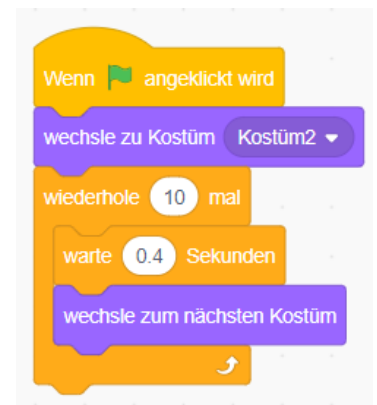 Wenn angeklickt wird
wechsle zu Kostüm Kostüm2
wiederhole 10 mal
warte 0.4 Sekunden
wechsle zum nächsten Kostüm